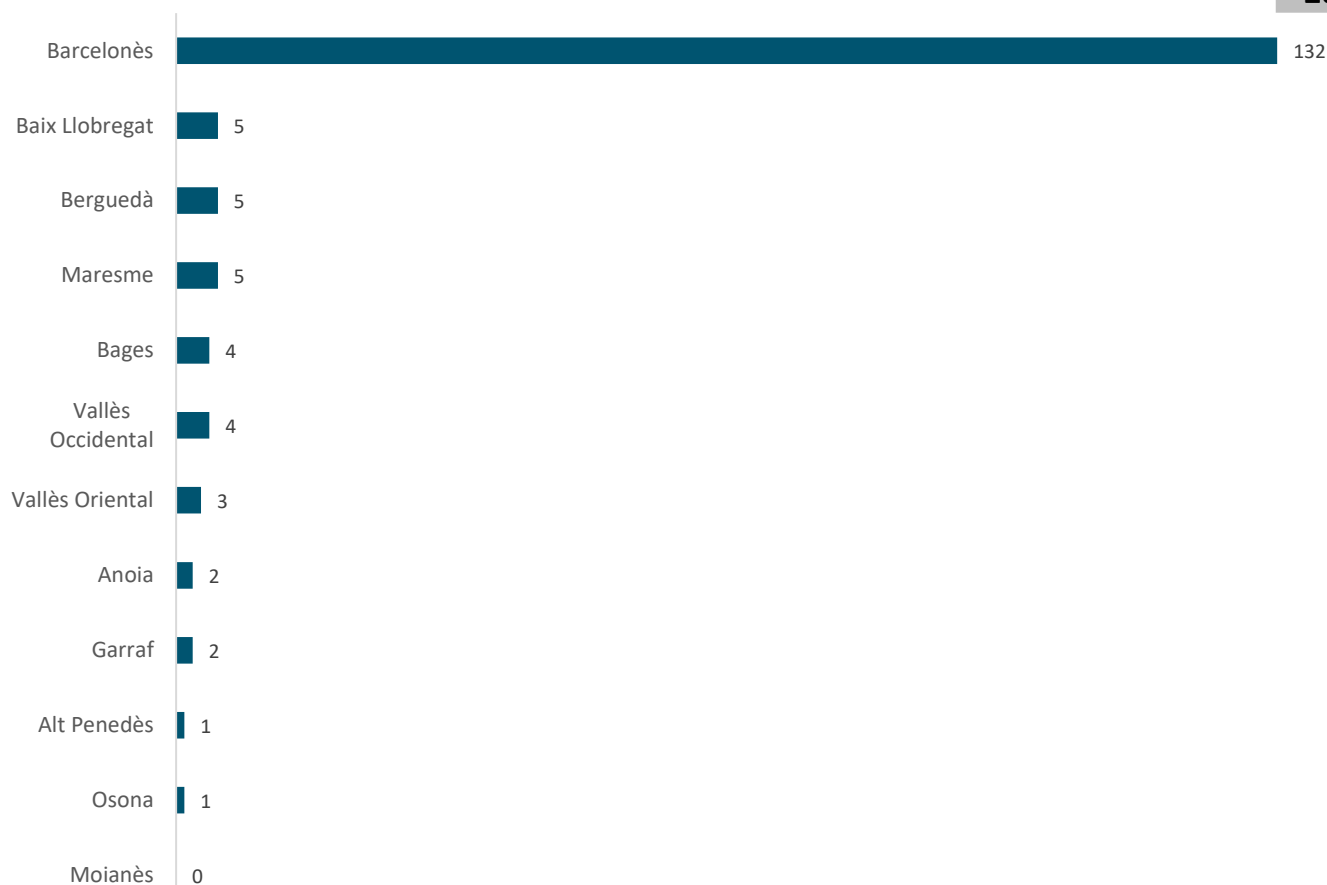 Barcelonès 132
Baix Llobregat 5
Berguedà 5
Maresme 5
Bages 4
Vallès
Occidental 4
Vallès Oriental 3
Anoia 2
Garraf 2
Alt Penedès 1
Osona 1
Moianès 0